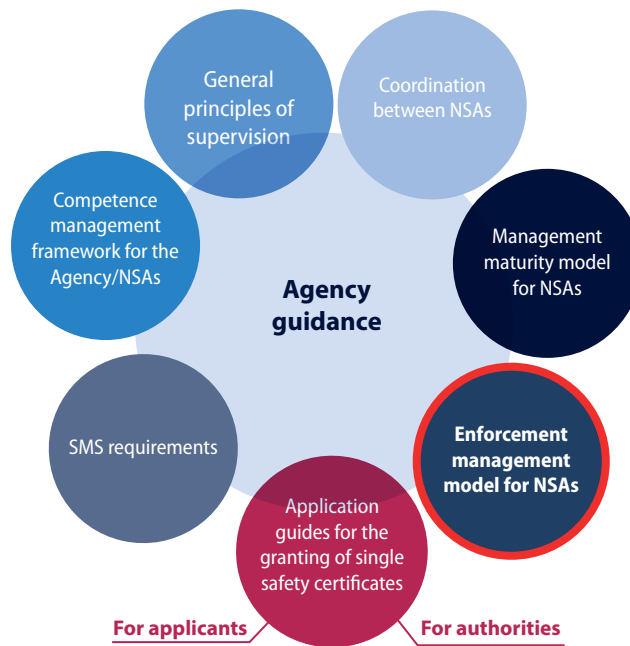 General
principles of
supervision
Coordination
between NSAs
Competence
management
framework for the
Agency/NSAs
Management
maturity model
for NSAs
Agency
guidance
SMS requirements
Enforcement
management
model for NSAs
Application
guides for the
granting of single
safety certificates
For applicants
For authorities